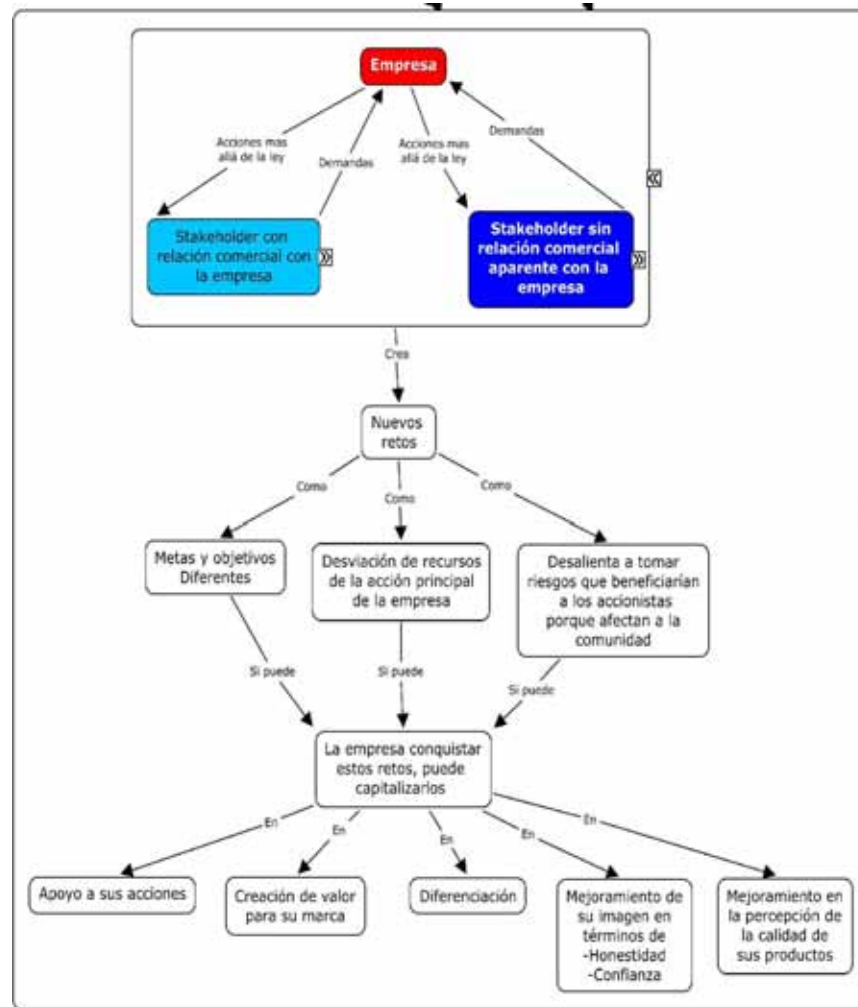 Empresa
Acciones mas
allá de la ley
Demandas
Acciones mas
allá de la ley
Demandas
Stakeholder con
relación comercial con
la empresa
Stakeholder sin
relación comercial
aparente con la
empresa
Crea
Nuevos
retos
Como
Como
Como
Metas y objetivos
Diferentes
Desviación de recursos
de la acción principal
de la empresa
Desalienta a tomar
riesgos que beneficiarían
a los accionistas
porque afectan a la
comunidad
Si puede
Si puede
Si puede
La empresa conquistar
estos retos, puede
capitalizarlos
En
En
En
En
En
Apoyo a sus acciones
Creación de valor
para su marca
Diferenciación
Mejoramiento de
su imagen en
términos de
-Honestidad
-Confianza
Mejoramiento en
la percepción de
la calidad de
sus productos